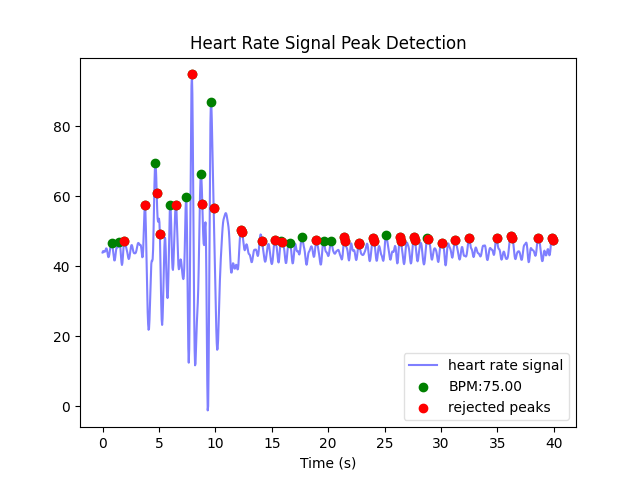 Heart Rate Signal Peak Detection
80
60
40
20
0
heart rate signal
BPM:75.00
rejected peaks
0 5 10 15 20 25 30 35 40
Time (s)